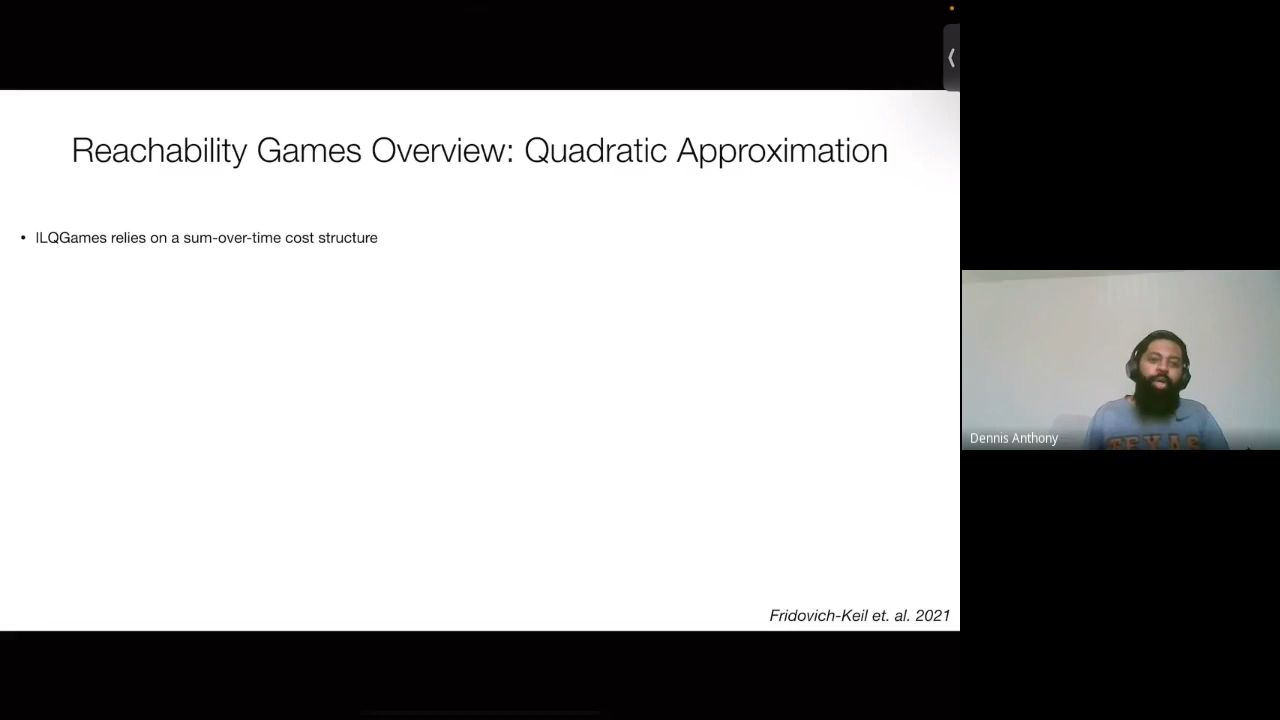 Reachability Games Overview: Quadratic Approximation
• ILQGames relies on a sum-over-time cost structure
Fridovich-Keil et. al. 2021
Dennis Anthony
TEXAS